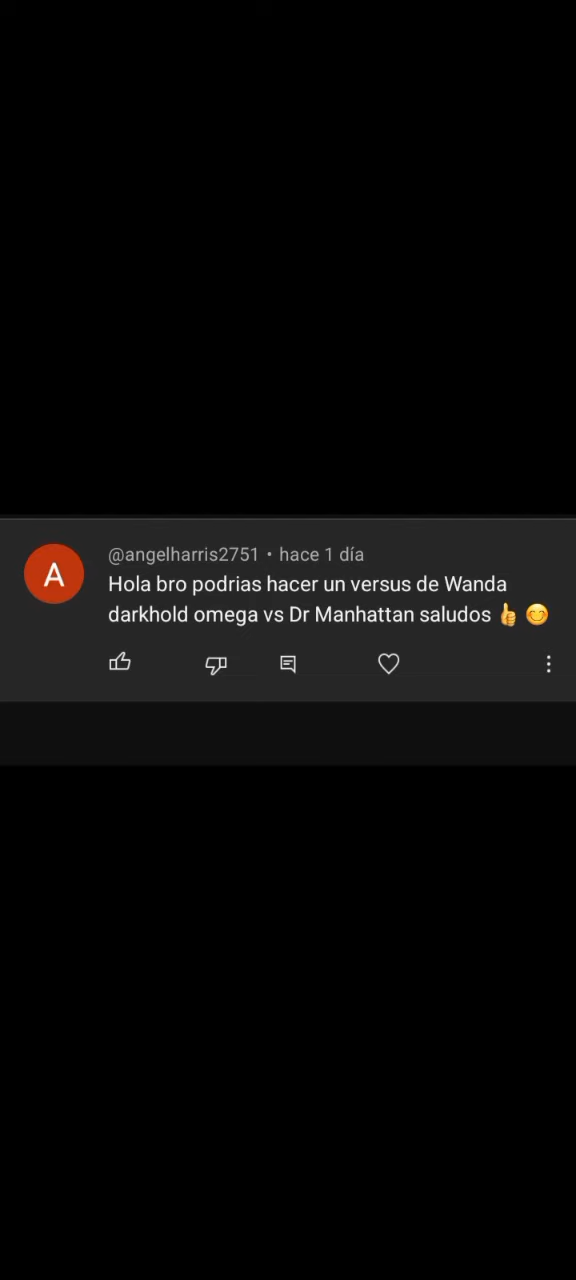 A
@angelharris2751 • hace 1 día
Hola bro podrias hacer un versus de Wanda
darkhold omega vs Dr Manhattan saludos 👍😊